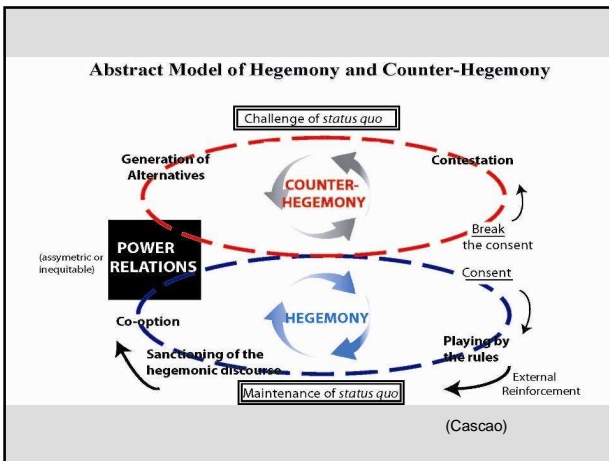 Abstract Model of Hegemony and Counter-Hegemony
Challenge of status quo
Generation of
Alternatives
Contestation
COUNTER-
HEGEMONY
Break
the consent
(assymetric or
inequitable)
POWER
RELATIONS
Consent
HEGEMONY
Co-option
Playing by
the rules
Sanctioning of the
hegemonic discourse
External
Reinforcement
Maintenance of status quo
(Cascao)